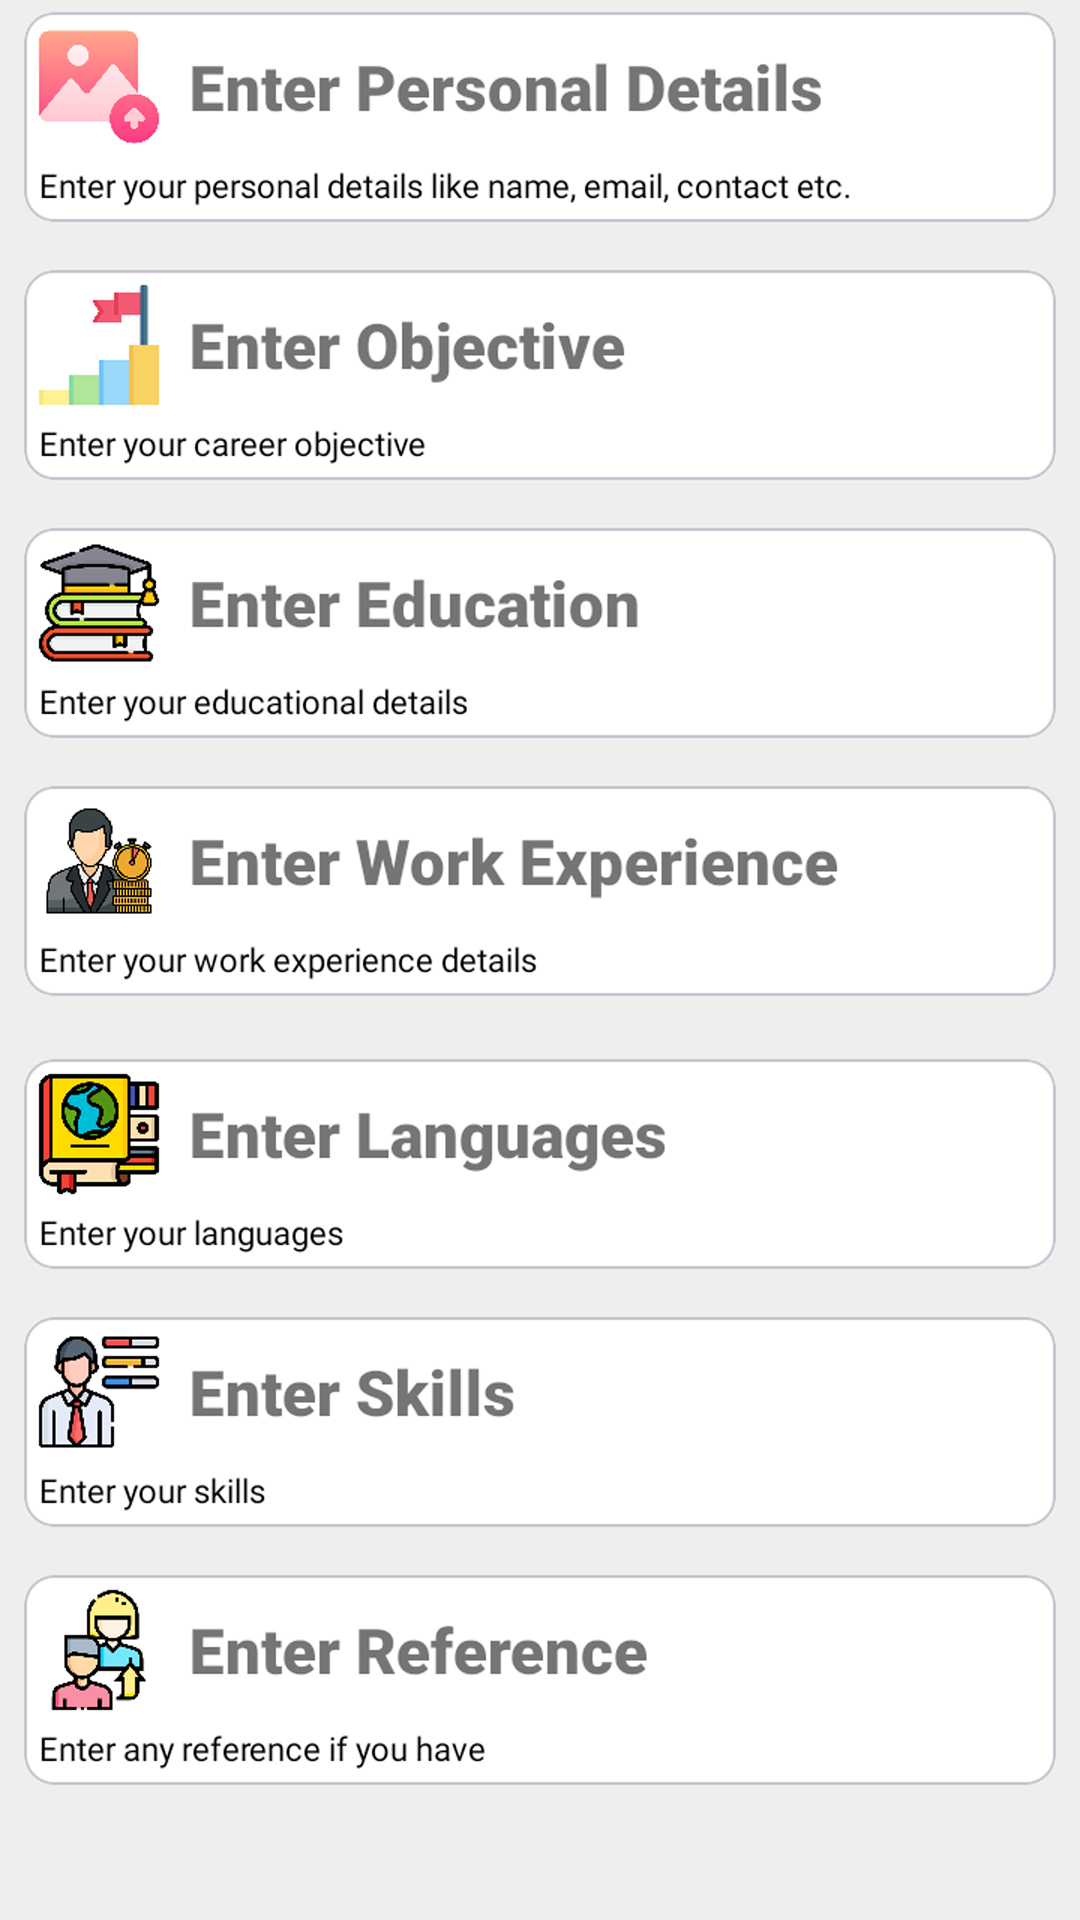 Enter Personal Details
Enter your personal details like name, email, contact etc.
Enter Objective
Enter your career objective
Enter Education
Enter your educational details
Enter Work Experience
Enter your work experience details
Enter Languages
Enter your languages
Enter Skills
Enter your skills
Enter Reference
Enter any reference if you have